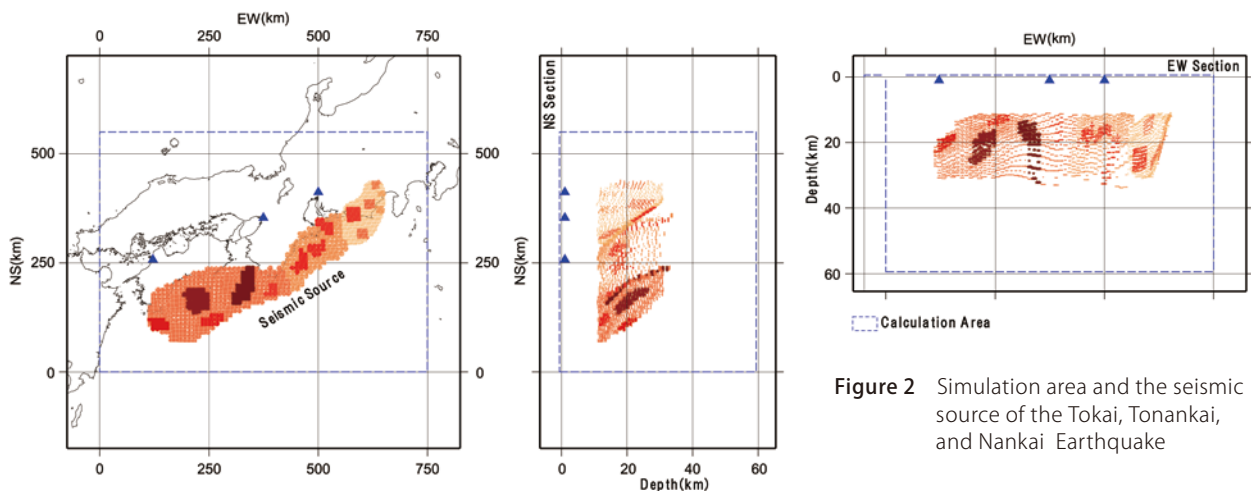 EW(km)
0 250 500 750
NS(km)
500 500
250 250
0 0
Seismic Source
0 250 500 750
NS Section
NS(km)
0 20 40 60
Depth(km)
EW(km)
EW Section
Depth(km)
0
20
40
60
Calculation Area
Figure 2 Simulation area and the seismic
source of the Tokai, Tonankai,
and Nankai Earthquake